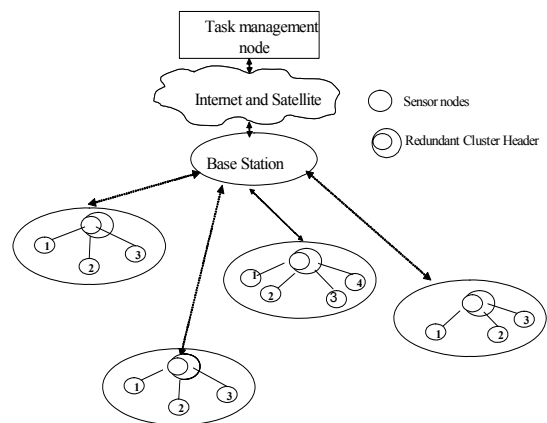 Task management
node
Internet and Satellite
Sensor nodes
Redundant Cluster Header
Base Station
1
2
3
1
2
3
4
1
2
3
1
2
3